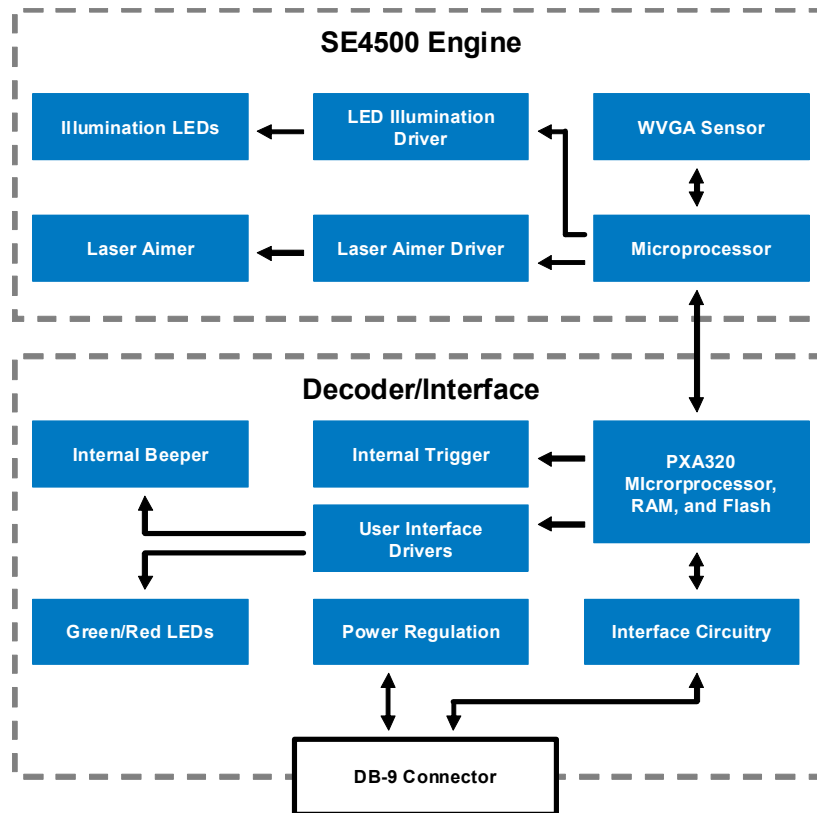 SE4500 Engine
Illumination LEDs
LED Illumination
Driver
WVGA Sensor
Laser Aimer
Laser Aimer Driver
Microprocessor
Decoder/Interface
Internal Beeper
Internal Trigger
PXA320
MIcrorprocessor,
RAM, and Flash
User Interface
Drivers
Green/Red LEDs
Power Regulation
Interface Circuitry
DB-9 Connector